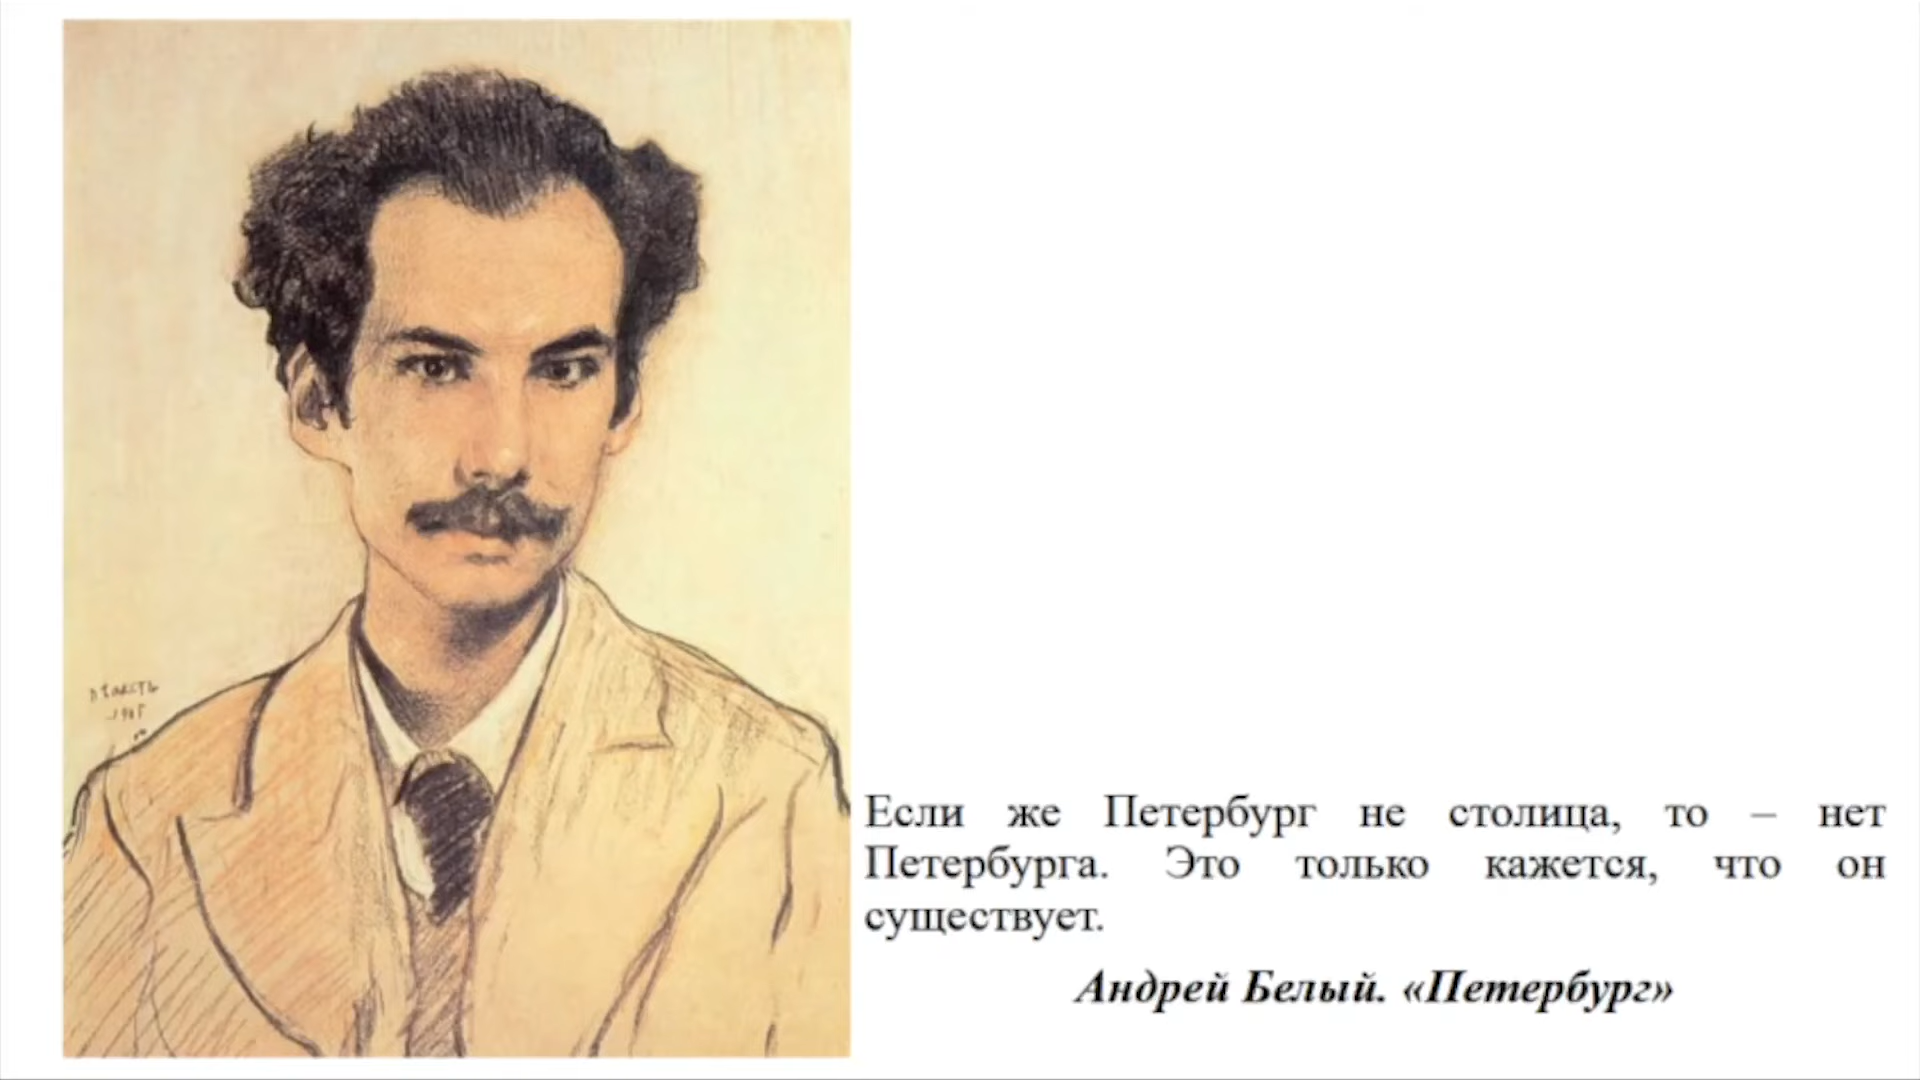 Если же Петербург не столица, то – нет
Петербурга. Это только кажется, что он
существует.
Андрей Белый. «Петербург»